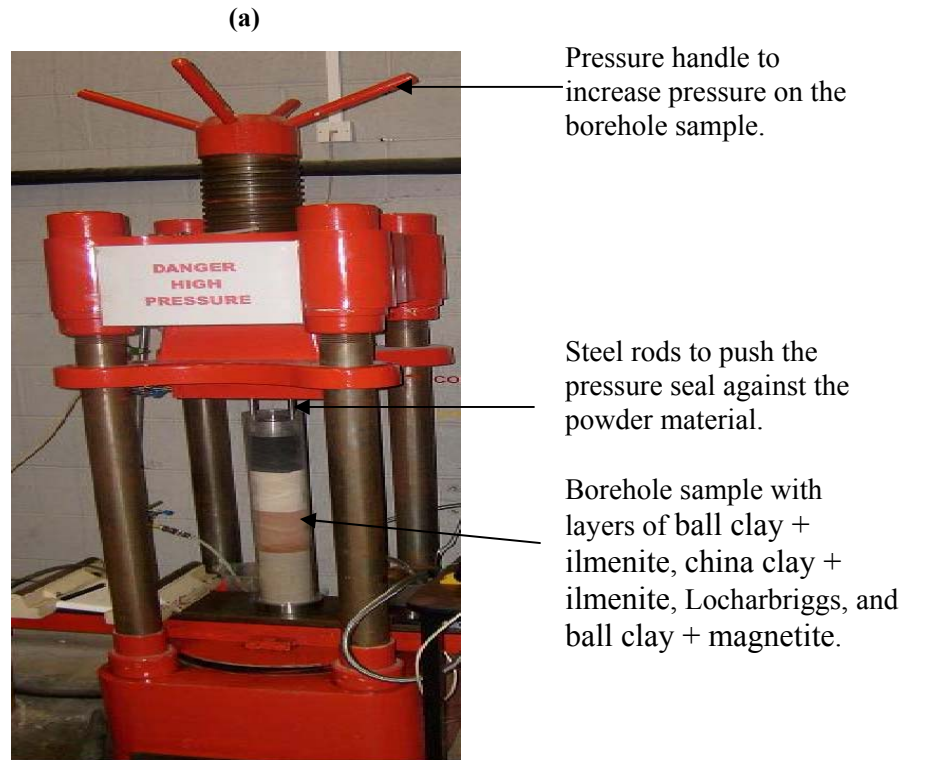 (a)
Pressure handle to
increase pressure on the
borehole sample.
DANGER
HIGH
PRESSURE
Steel rods to push the
pressure seal against the
powder material.
CO
Borehole sample with
layers of ball clay +
ilmenite, china clay +
ilmenite, Locharbriggs, and
ball clay + magnetite.